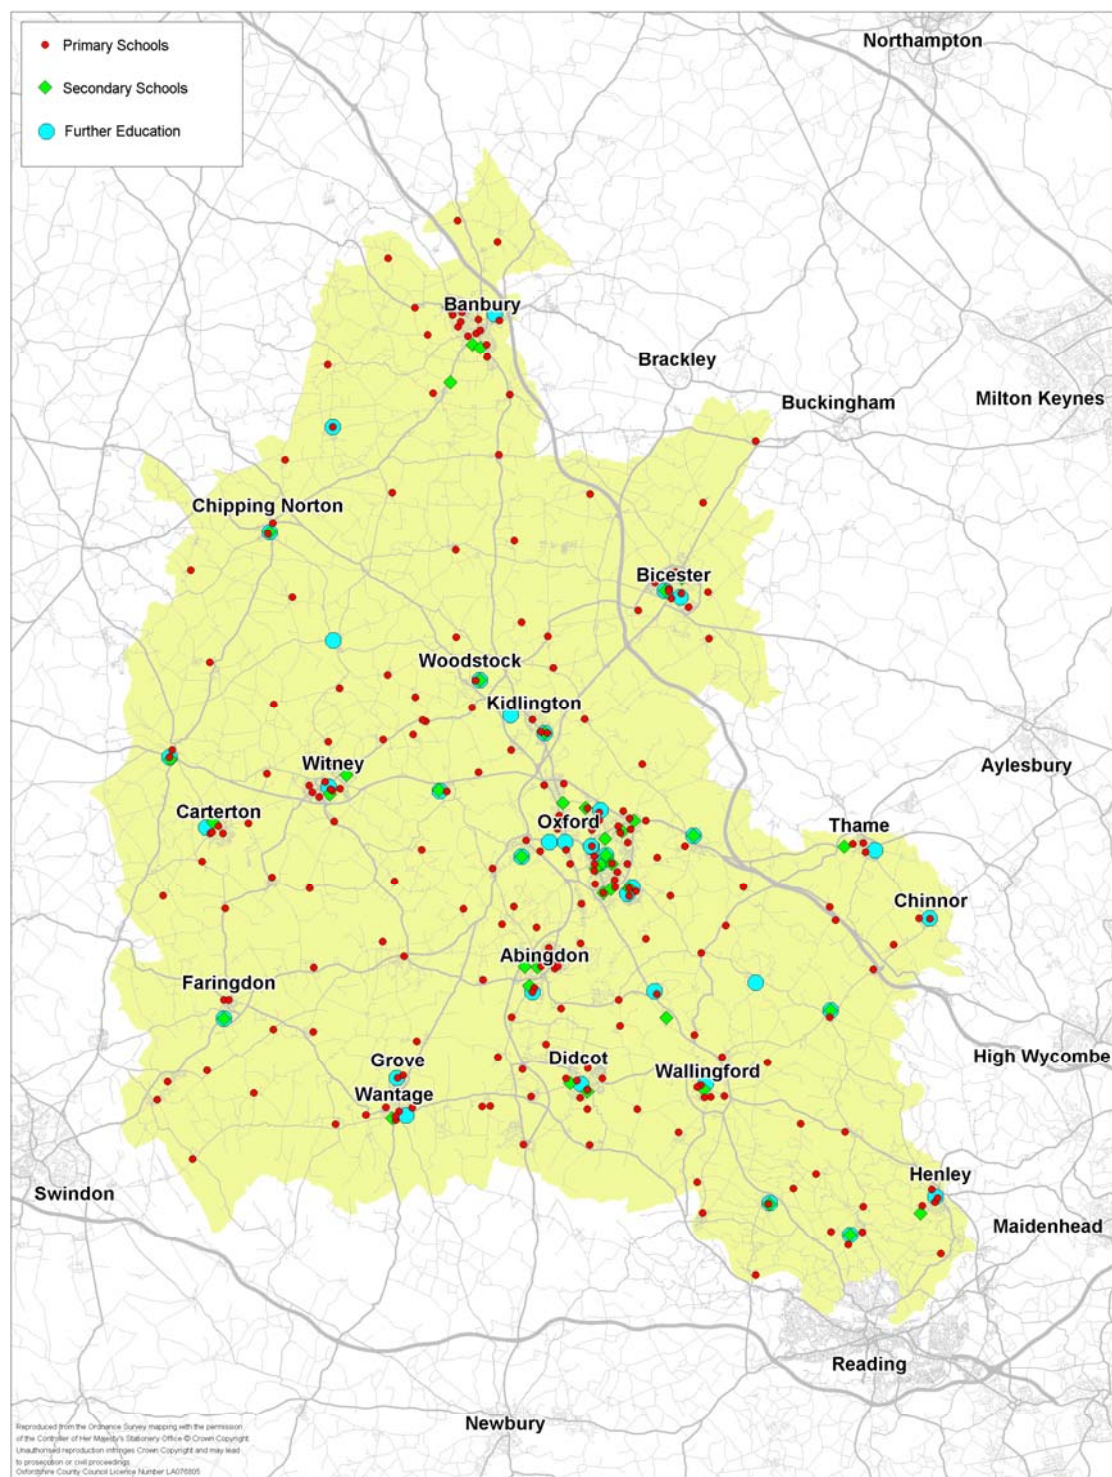 Primary Schools
Secondary Schools
Further Education
Northampton
Banbury
Brackley
Buckingham
Milton Keynes
Chipping Norton
Bicester
Woodstock
Kidlington
Aylesbury
Witney
Carterton
Oxford
Thame
Chinnor
Abingdon
Faringdon
High Wycombe
Grove
Didcot
Wallingford
Wantage
Henley
Swindon
Maidenhead
Reading
Newbury
Reproduced from the Ordnance Survey mapping with the permission
of the Controller of Her Majesty's Stationery Office © Crown Copyright.
Unauthorised reproduction infringes Crown Copyright and may lead
to prosecution or civil proceedings
Oxfordshire County Council Licence Number LA076805